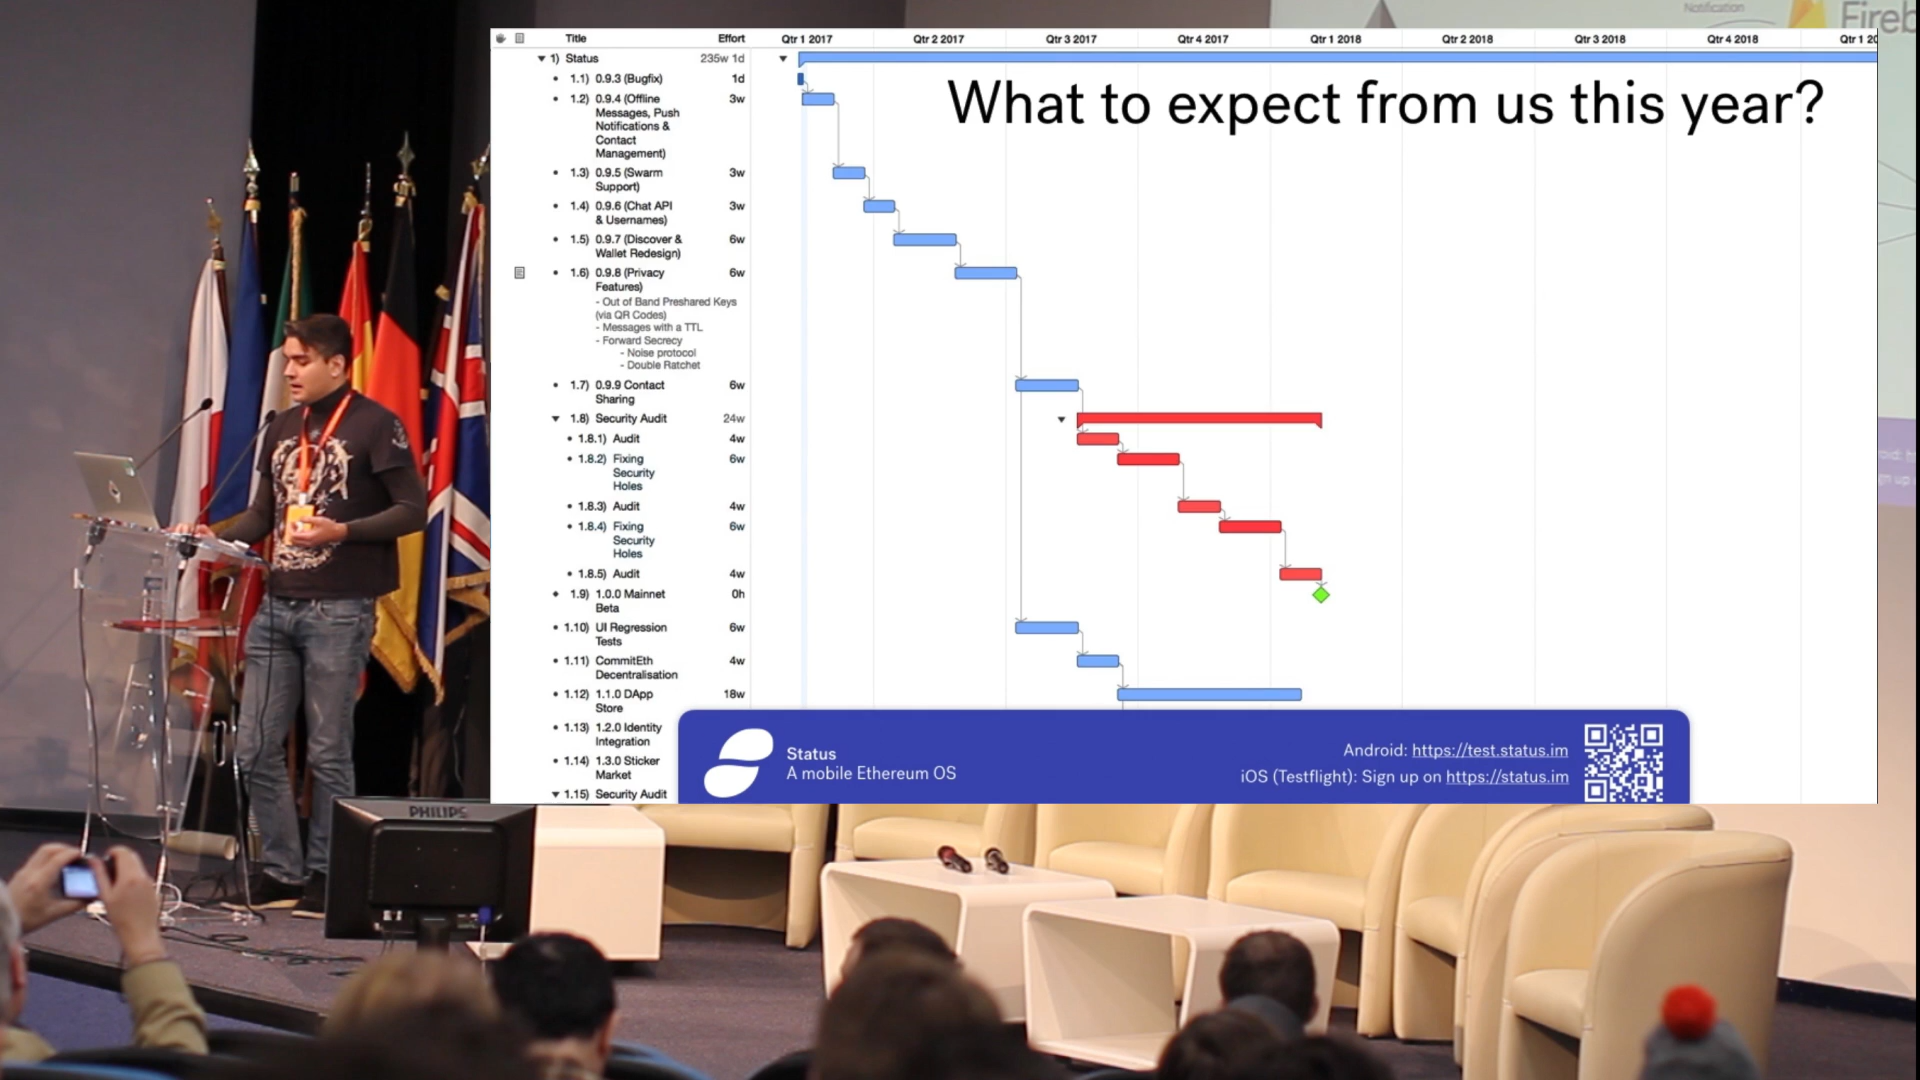 Notification
Title Effort Qtr 1 2017 Qtr 2 2017 Qtr 3 2017 Qtr 4 2017 Qtr 1 2018 Qtr 2 2018 Qtr 3 2018 Qtr 4 2018 Qtr 1 20
1) Status 235w 1d
What to expect from us this year?
1.1) 0.9.3 (Bugfix) 1d
1.2) 0.9.4 (Offline 3w
Messages, Push
Notifications &
Contact
Management)
1.3) 0.9.5 (Swarm 3w
Support)
1.4) 0.9.6 (Chat API 3w
& Usernames)
1.5) 0.9.7 (Discover & 6w
Wallet Redesign)
1.6) 0.9.8 (Privacy 6w
Features)
- Out of Band Preshared Keys
(via QR Codes)
- Messages with a TTL
- Forward Secrecy
- Noise protocol
- Double Ratchet
1.7) 0.9.9 Contact 6w
Sharing
1.8) Security Audit 24w
1.8.1) Audit 4w
1.8.2) Fixing 6w
Security
Holes
1.8.3) Audit 4w
1.8.4) Fixing 6w
Security
Holes
1.8.5) Audit 4w
1.9) 1.0.0 Mainnet 0h
Beta
1.10) UI Regression 6w
Tests
1.11) CommitEth 4w
Decentralisation
1.12) 1.1.0 DApp 18w
Store
1.13) 1.2.0 Identity
Integration
1.14) 1.3.0 Sticker
Market
1.15) Security Audit
Status
A mobile Ethereum OS
Android: https://test.status.im
iOS (Testflight): Sign up on https://status.im
PHILIPS